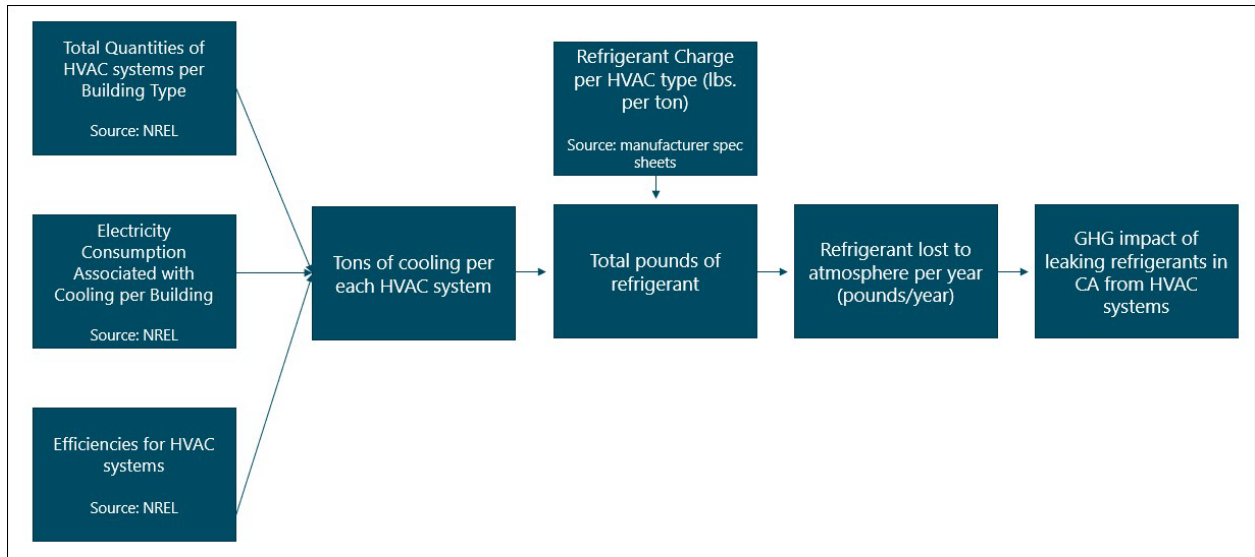 Total Quantities of
HVAC systems per
Building Type
Source: NREL
Electricity
Consumption
Associated with
Cooling per Building
Source: NREL
Efficiencies for HVAC
systems
Source: NREL
Tons of cooling per
each HVAC system
Refrigerant Charge
per HVAC type (lbs.
per ton)
Source: manufacturer spec
sheets
Total pounds of
refrigerant
Refrigerant lost to
atmosphere per year
(pounds/year)
GHG impact of
leaking refrigerants in
CA from HVAC
systems